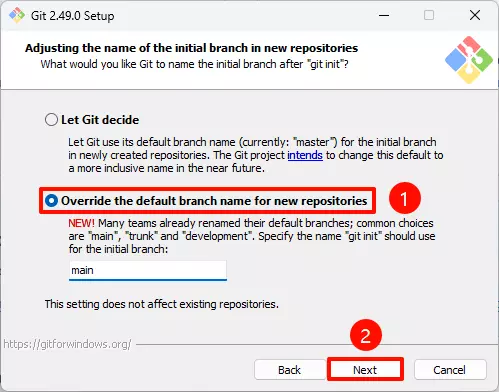 Git 2.49.0 Setup
Adjusting the name of the initial branch in new repositories
What would you like Git to name the initial branch after "git init"?
Let Git decide
Let Git use its default branch name (currently: "master") for the initial branch
in newly created repositories. The Git project intends to change this default to
a more inclusive name in the near future.
Override the default branch name for new repositories
1
NEW! Many teams already renamed their default branches; common choices
are "main", "trunk" and "development". Specify the name "git init" should use
for the initial branch:
main
This setting does not affect existing repositories.
2
https://gitforwindows.org/
Back
Next
Cancel